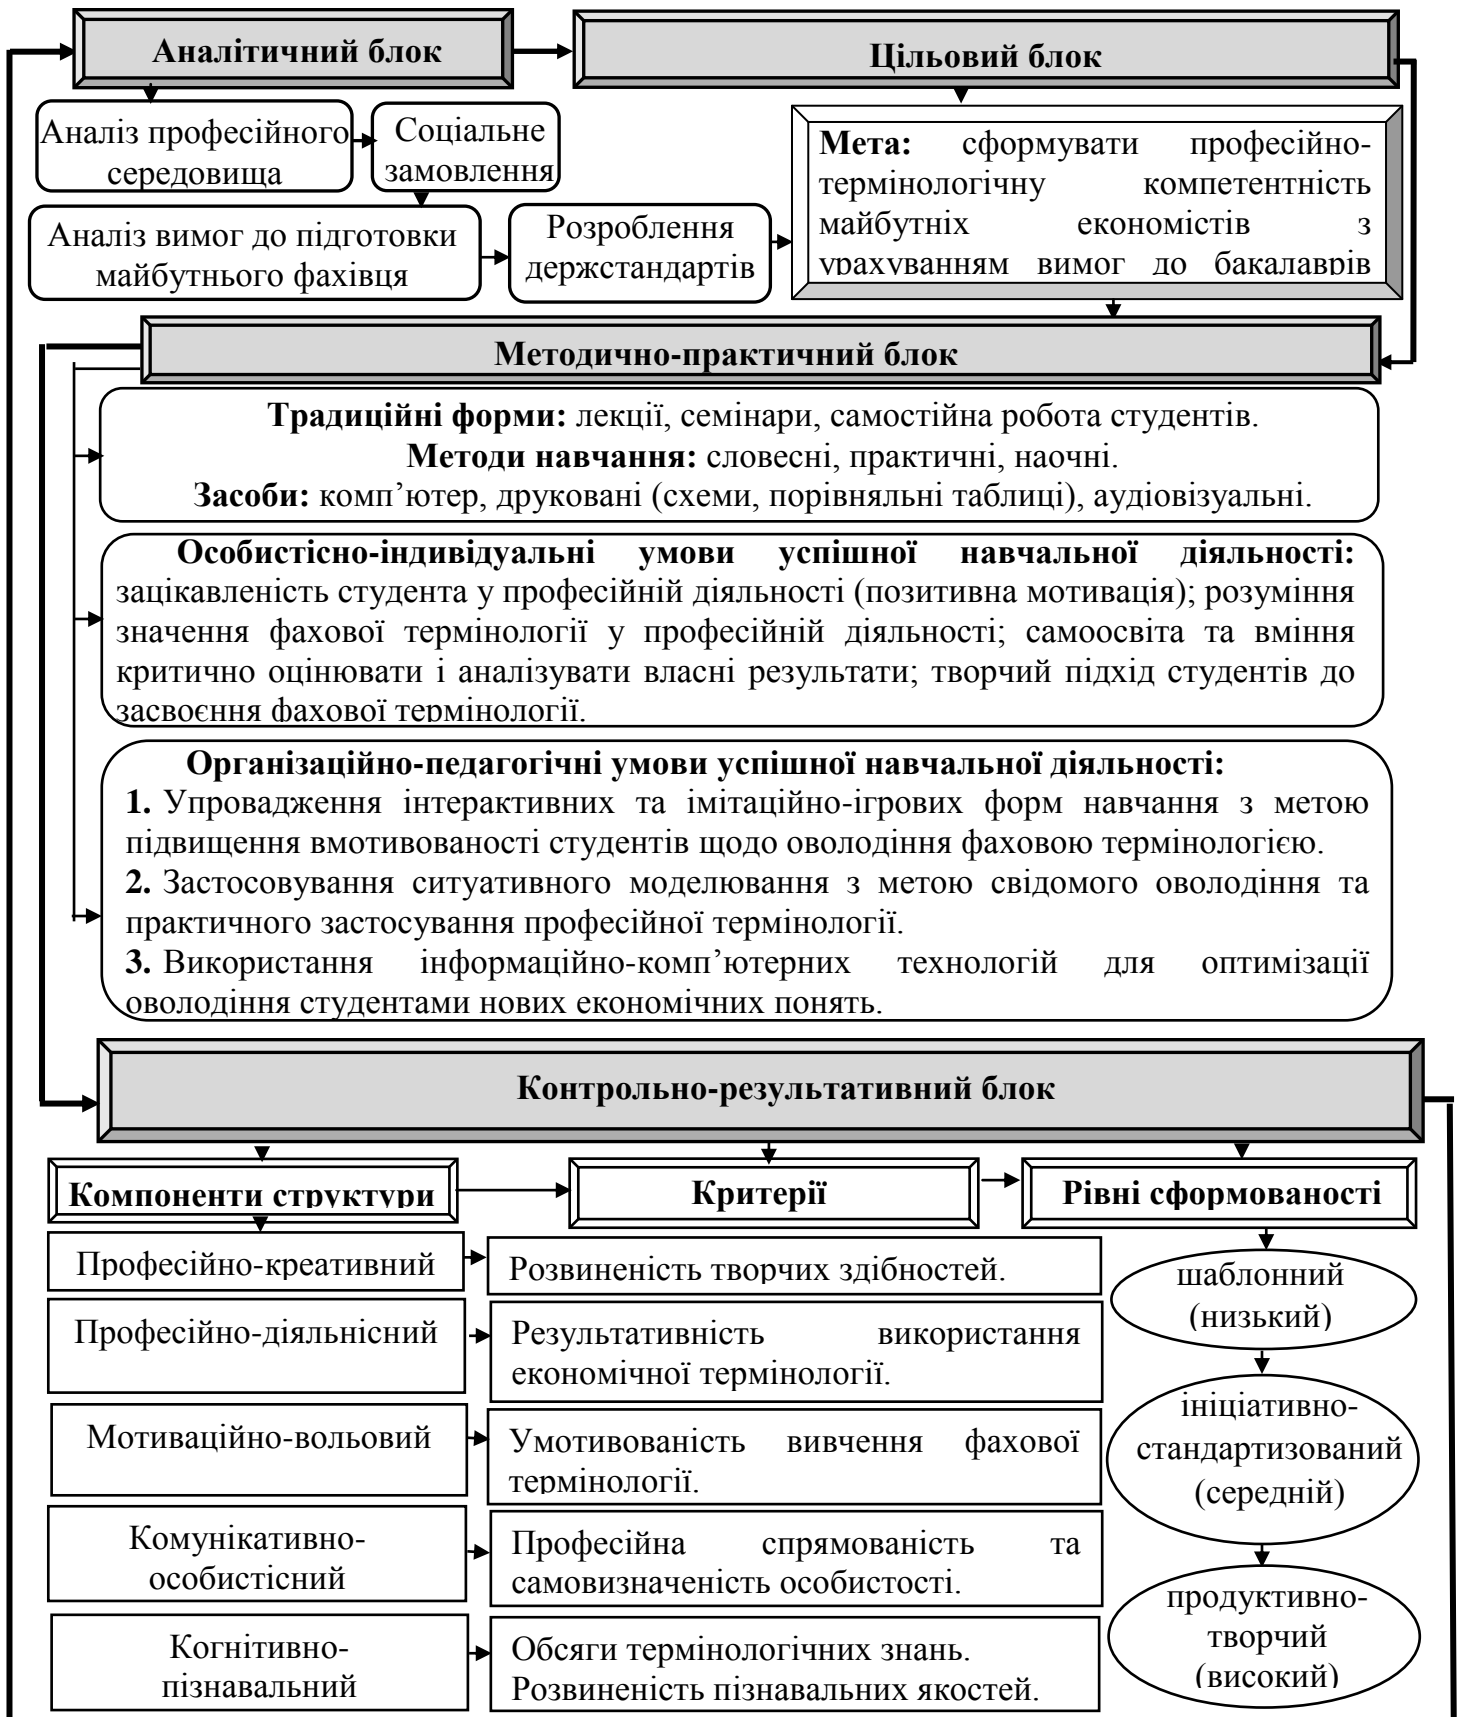 Аналітичний блок
Цільовий блок
Аналіз професійного
середовища
Соціальне
замовлення
Аналіз вимог до підготовки
майбутнього фахівця
Розроблення
держстандартів
Мета: сформувати професійно-
термінологічну компетентність
майбутніх економістів з
урахуванням вимог до бакалаврів
Методично-практичний блок
Традиційні форми: лекції, семінари, самостійна робота студентів.
Методи навчання: словесні, практичні, наочні.
Засоби: комп’ютер, друковані (схеми, порівняльні таблиці), аудіовізуальні.
Особистісно-індивідуальні умови успішної навчальної діяльності:
зацікавленість студента у професійній діяльності (позитивна мотивація); розуміння
значення фахової термінології у професійній діяльності; самоосвіта та вміння
критично оцінювати і аналізувати власні результати; творчий підхід студентів до
засвоєння фахової термінології.
Організаційно-педагогічні умови успішної навчальної діяльності:
1. Упровадження інтерактивних та імітаційно-ігрових форм навчання з метою
підвищення вмотивованості студентів щодо оволодіння фаховою термінологією.
2. Застосовування ситуативного моделювання з метою свідомого оволодіння та
практичного застосування професійної термінології.
3. Використання інформаційно-комп’ютерних технологій для оптимізації
оволодіння студентами нових економічних понять.
Контрольно-результативний блок
Компоненти структури
Критерії
Рівні сформованості
Професійно-креативний
Розвиненість творчих здібностей.
шаблонний
(низький)
Професійно-діяльнісний
Результативність використання
економічної термінології.
Мотиваційно-вольовий
Умотивованість вивчення фахової
термінології.
ініціативно-
стандартизований
(середній)
Комунікативно-
особистісний
Професійна спрямованість та
самовизначеність особистості.
Когнітивно-
пізнавальний
Обсяги термінологічних знань.
Розвиненість пізнавальних якостей.
продуктивно-
творчий
(високий)